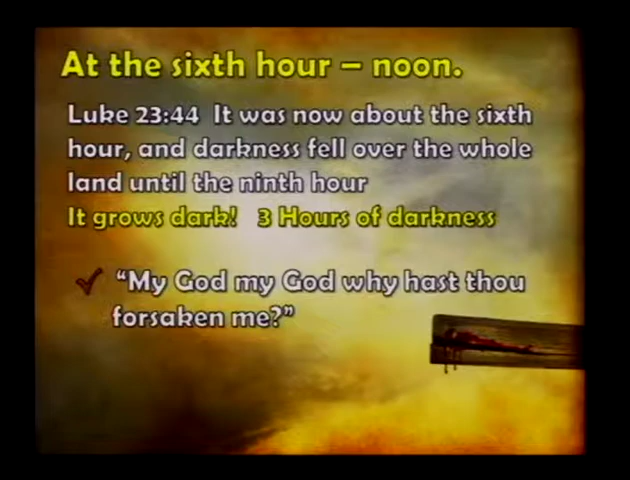 At the sixth hour – noon.
Luke 23:44 It was now about the sixth
hour, and darkness fell over the whole
land until the ninth hour
It grows dark! 3 Hours of darkness
✓ “My God my God why hast thou
forsaken me?”